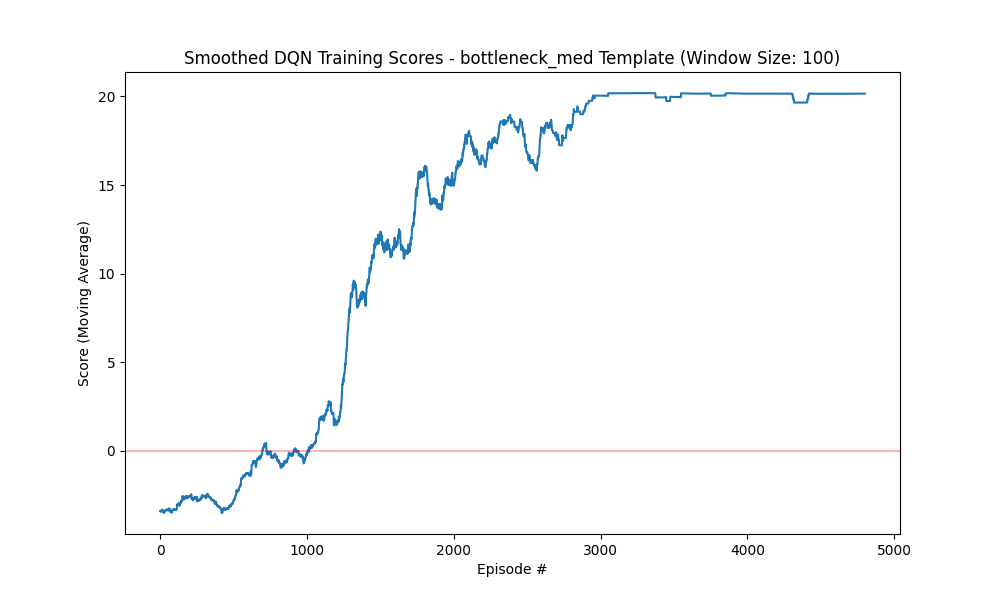 Smoothed DQN Training Scores - bottleneck_med Template (Window Size: 100)
20
15
10
5
0
Score (Moving Average)
0 1000 2000 3000 4000 5000
Episode #